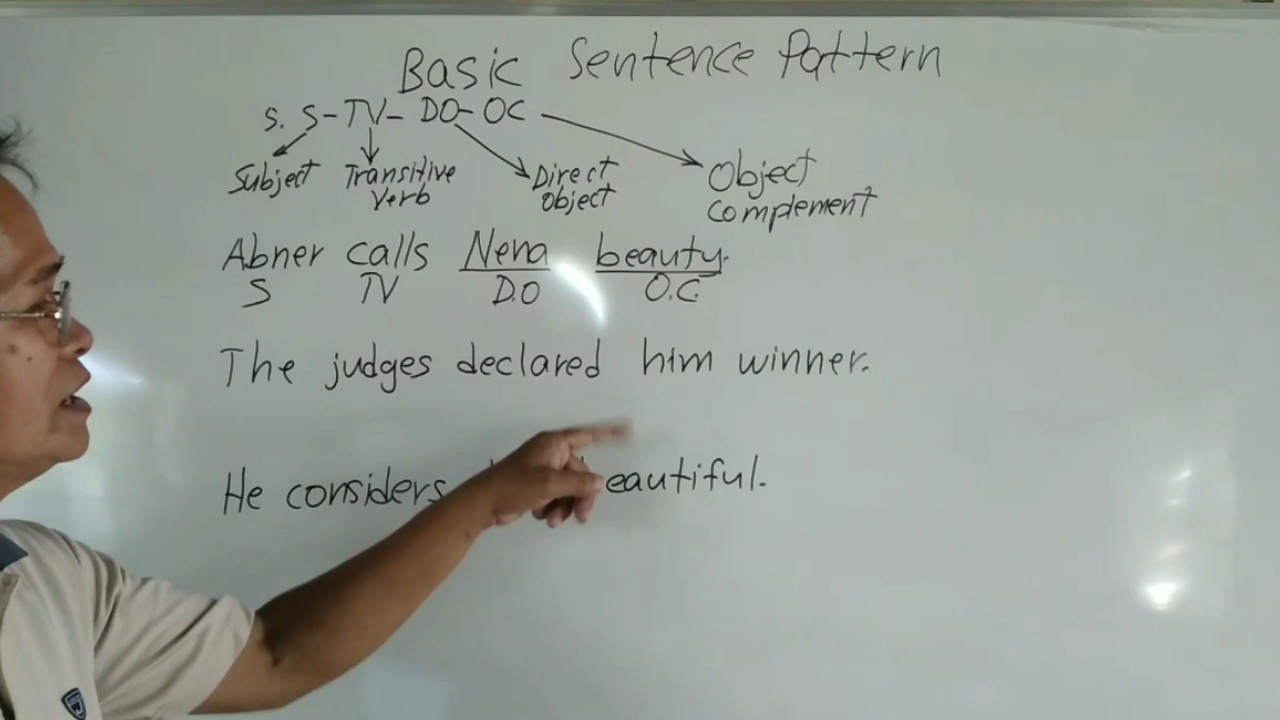 Basic Sentence Pattern
S. S-TV- DO- OC
Subject Transitive Verb Direct Object Object Complement
Abner calls Nena beauty.
S TV D.O O.C.
The judges declared him winner.
He considers eautiful.